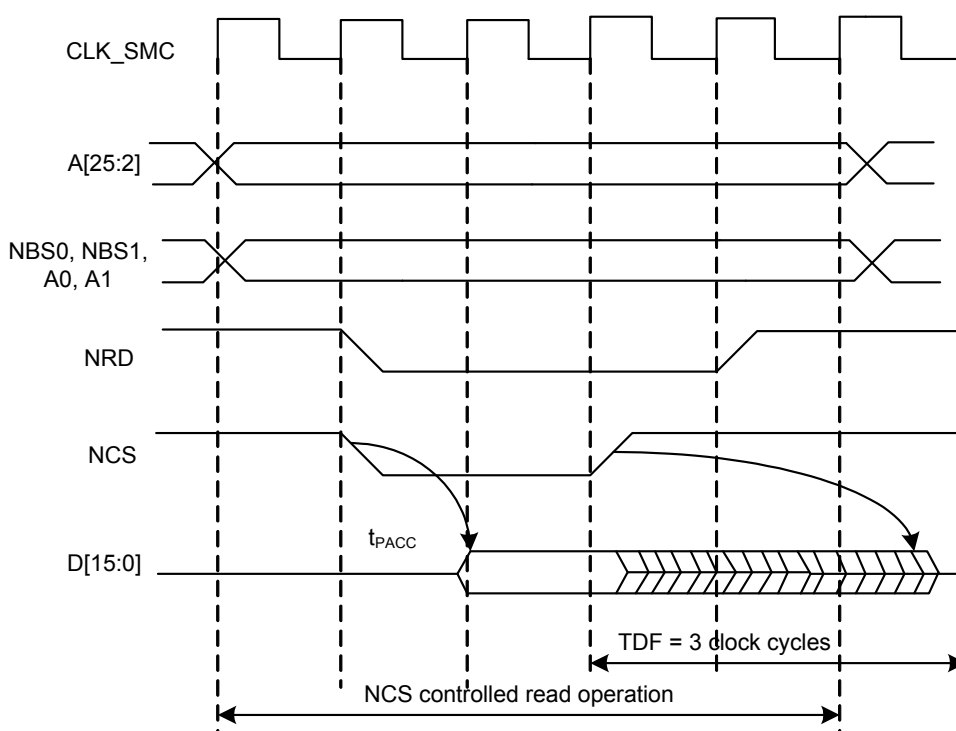 CLK_SMC
A[25:2]
NBS0, NBS1,
A0, A1
NRD
NCS
tPACC
D[15:0]
TDF = 3 clock cycles
NCS controlled read operation